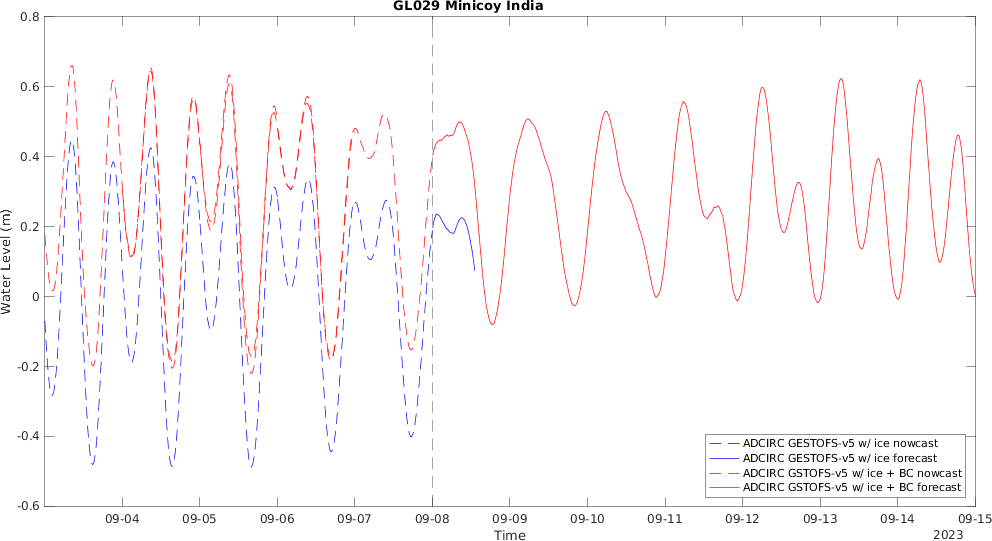 GL029 Minicoy India
0.8
0.6
0.4
0.2
0
-0.2
-0.4
-0.6
Water Level (m)
ADCIRC GESTOFS-v5 w/ ice nowcast
ADCIRC GESTOFS-v5 w/ ice forecast
ADCIRC GSTOFS-v5 w/ ice + BC nowcast
ADCIRC GSTOFS-v5 w/ ice + BC forecast
09-04 09-05 09-06 09-07 09-08 09-09 09-10 09-11 09-12 09-13 09-14 09-15
Time
2023